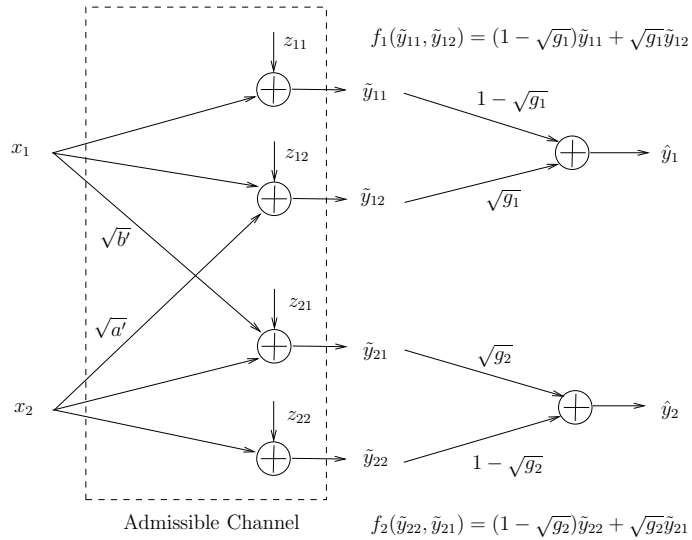 z₁₁
f₁(ỹ₁₁, ỹ₁₂) = (1 − √g₁)ỹ₁₁ + √g₁ỹ₁₂
ỹ₁₁
1 − √g₁
x₁
z₁₂
ŷ₁
ỹ₁₂
√g₁
√b′
z₂₁
√a′
ỹ₂₁
√g₂
x₂
z₂₂
ŷ₂
ỹ₂₂
1 − √g₂
Admissible Channel
f₂(ỹ₂₂, ỹ₂₁) = (1 − √g₂)ỹ₂₂ + √g₂ỹ₂₁